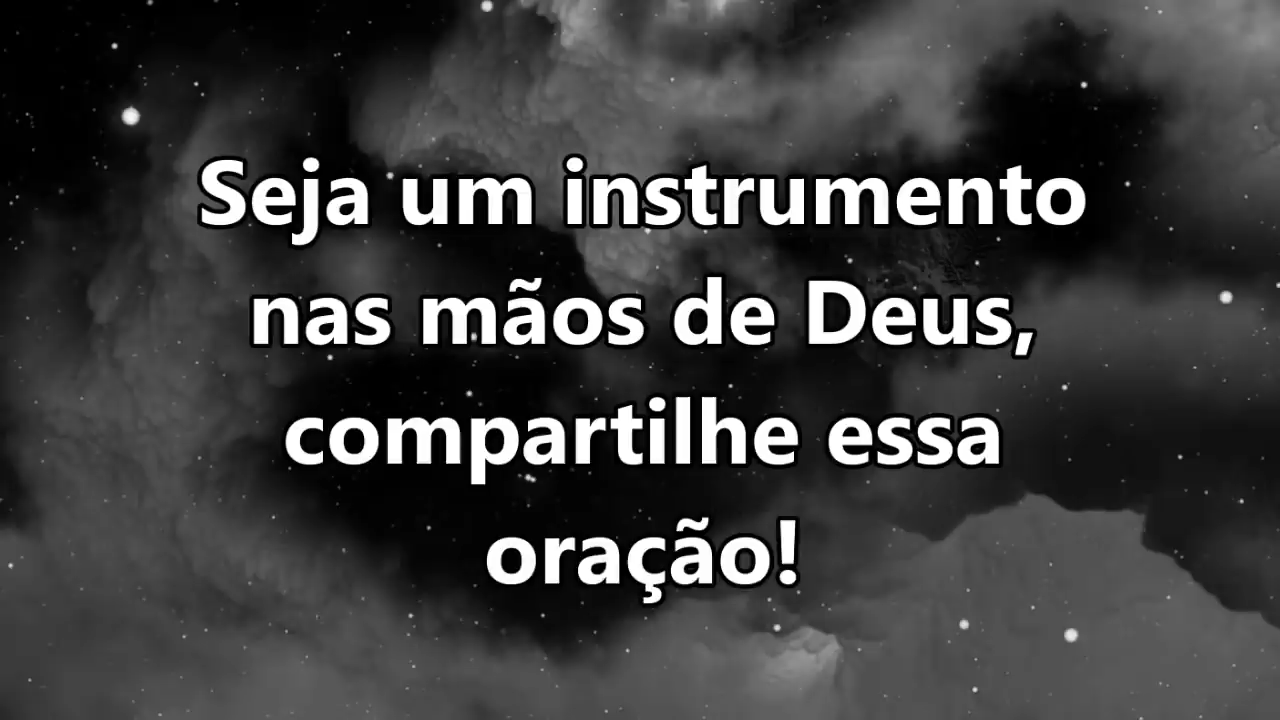 Seja um instrumento
nas mãos de Deus,
compartilhe essa
oração!